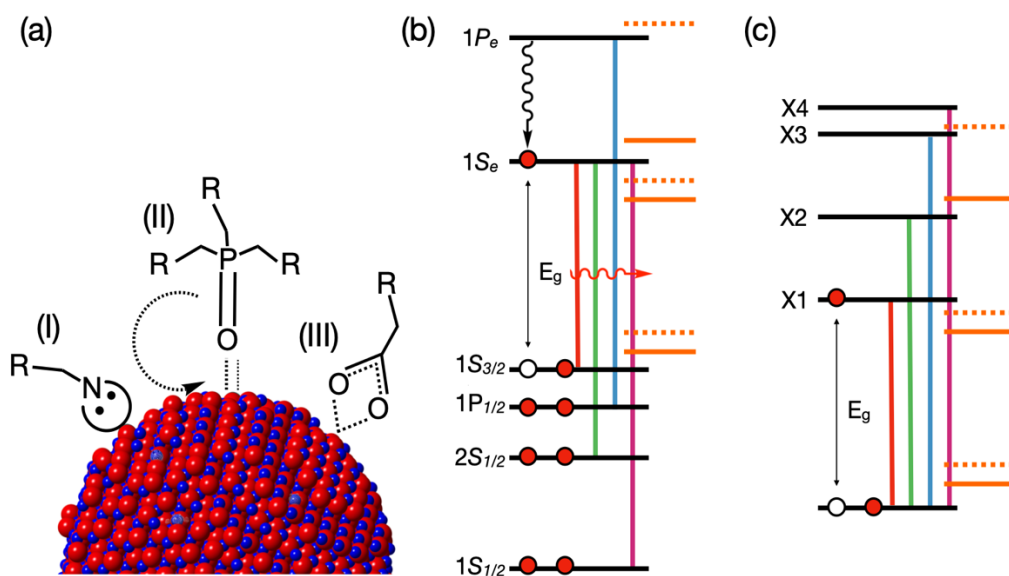 (a)
(I)
(II)
(III)
R
R
P
R
O
R
N
R
O
O
(b)
1Pe
1Se
Eg
1S3/2
1P1/2
2S1/2
1S1/2
(c)
X4
X3
X2
X1
Eg